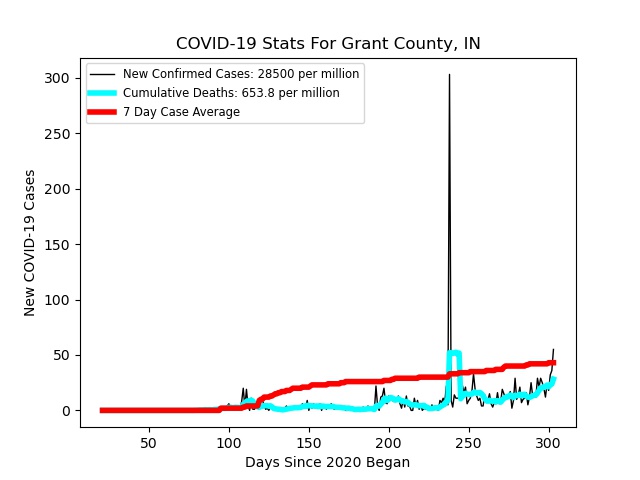 COVID-19 Stats For Grant County, IN
New Confirmed Cases: 28500 per million
Cumulative Deaths: 653.8 per million
7 Day Case Average
300
250
200
150
100
50
0
New COVID-19 Cases
50 100 150 200 250 300
Days Since 2020 Began